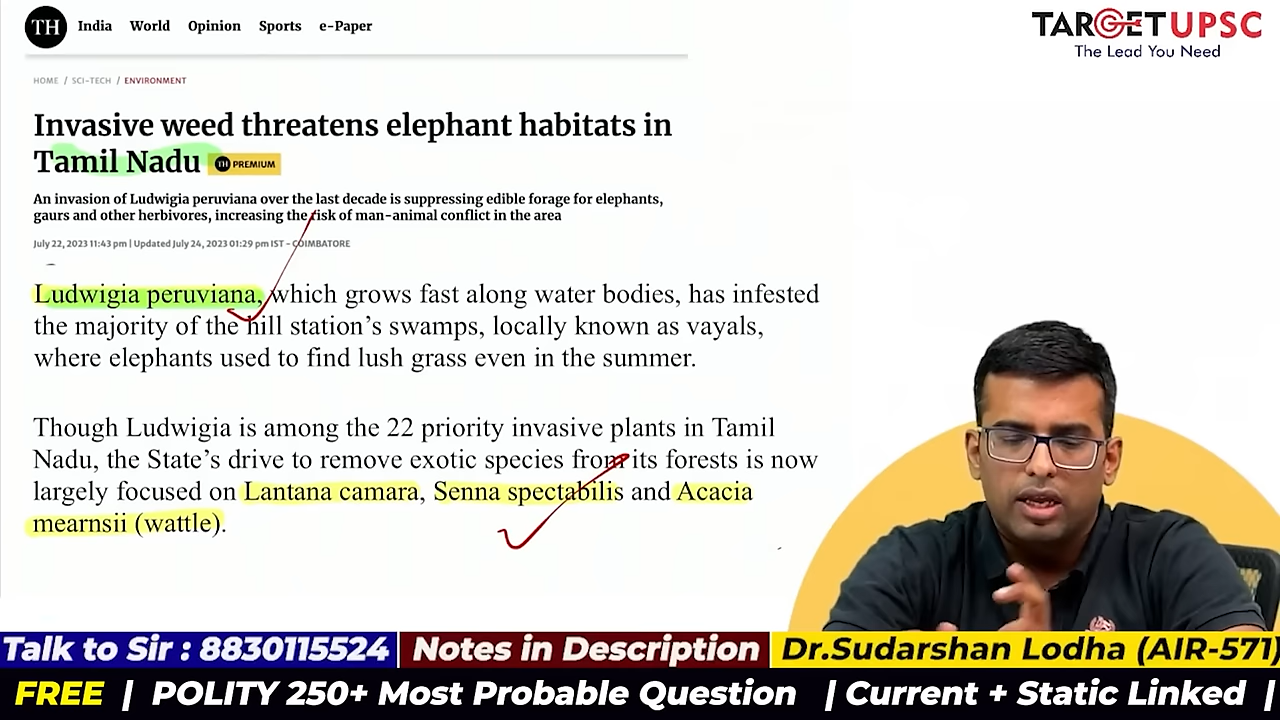 TH India World Opinion Sports e-Paper
TARGETUPSC
The Lead You Need
HOME / SCI-TECH / ENVIRONMENT
Invasive weed threatens elephant habitats in
Tamil Nadu TH PREMIUM
An invasion of Ludwigia peruviana over the last decade is suppressing edible forage for elephants,
gaurs and other herbivores, increasing the risk of man-animal conflict in the area
July 22, 2023 11:43 pm | Updated July 24, 2023 01:29 pm IST - COIMBATORE
Ludwigia peruviana, which grows fast along water bodies, has infested
the majority of the hill station’s swamps, locally known as vayals,
where elephants used to find lush grass even in the summer.
Though Ludwigia is among the 22 priority invasive plants in Tamil
Nadu, the State’s drive to remove exotic species from its forests is now
largely focused on Lantana camara, Senna spectabilis and Acacia
mearnsii (wattle).
Talk to Sir : 8830115524 Notes in Description Dr.Sudarshan Lodha (AIR-571)
FREE | POLITY 250+ Most Probable Question | Current + Static Linked |